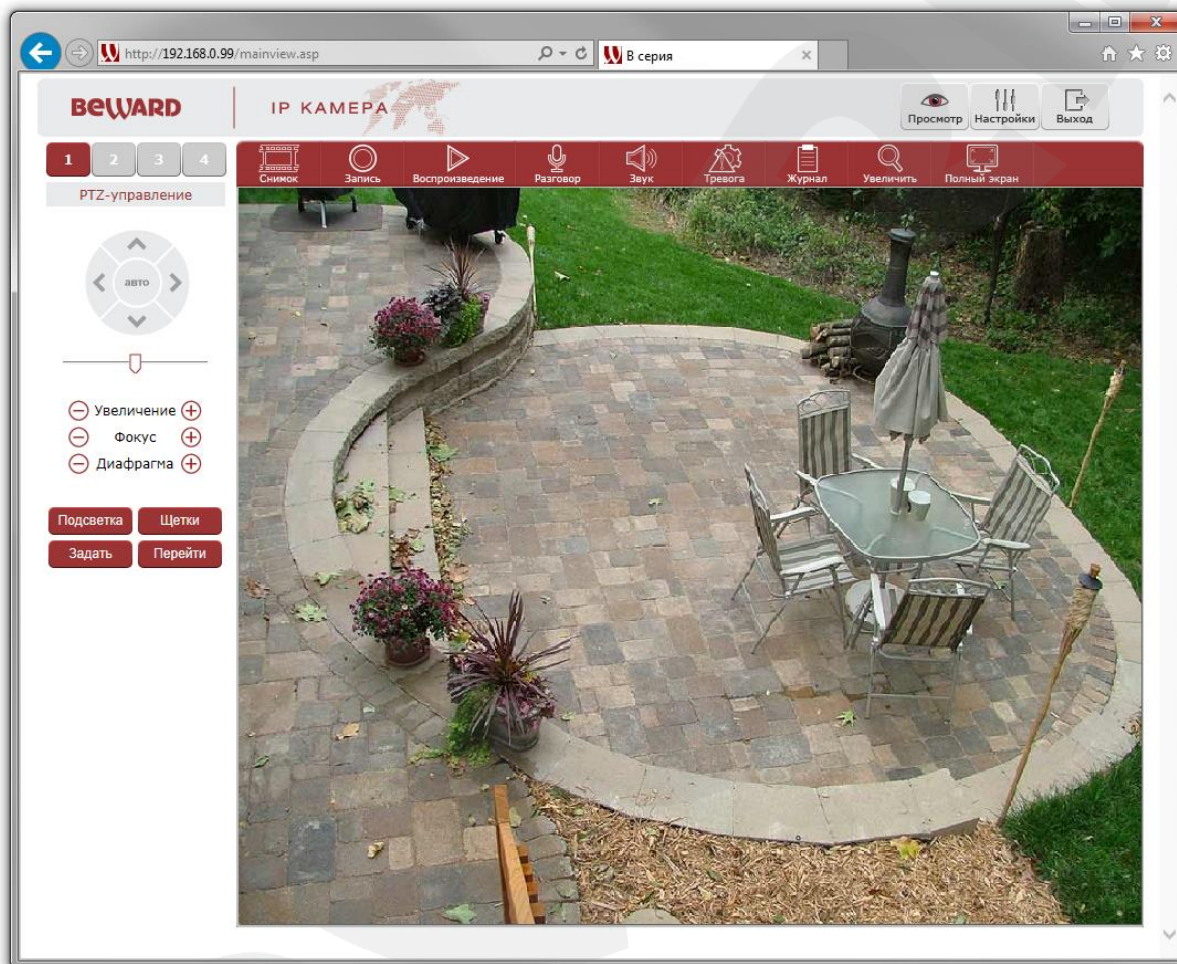 http://192.168.0.99/mainview.asp
В серия
BEWARD
IP КАМЕРА
Просмотр Настройки Выход
1 2 3 4
Снимок Запись Воспроизведение Разговор Звук Тревога Журнал Увеличить Полный экран
PTZ-управление
авто
Увеличение
Фокус
Диафрагма
Подсветка Щетки
Задать Перейти